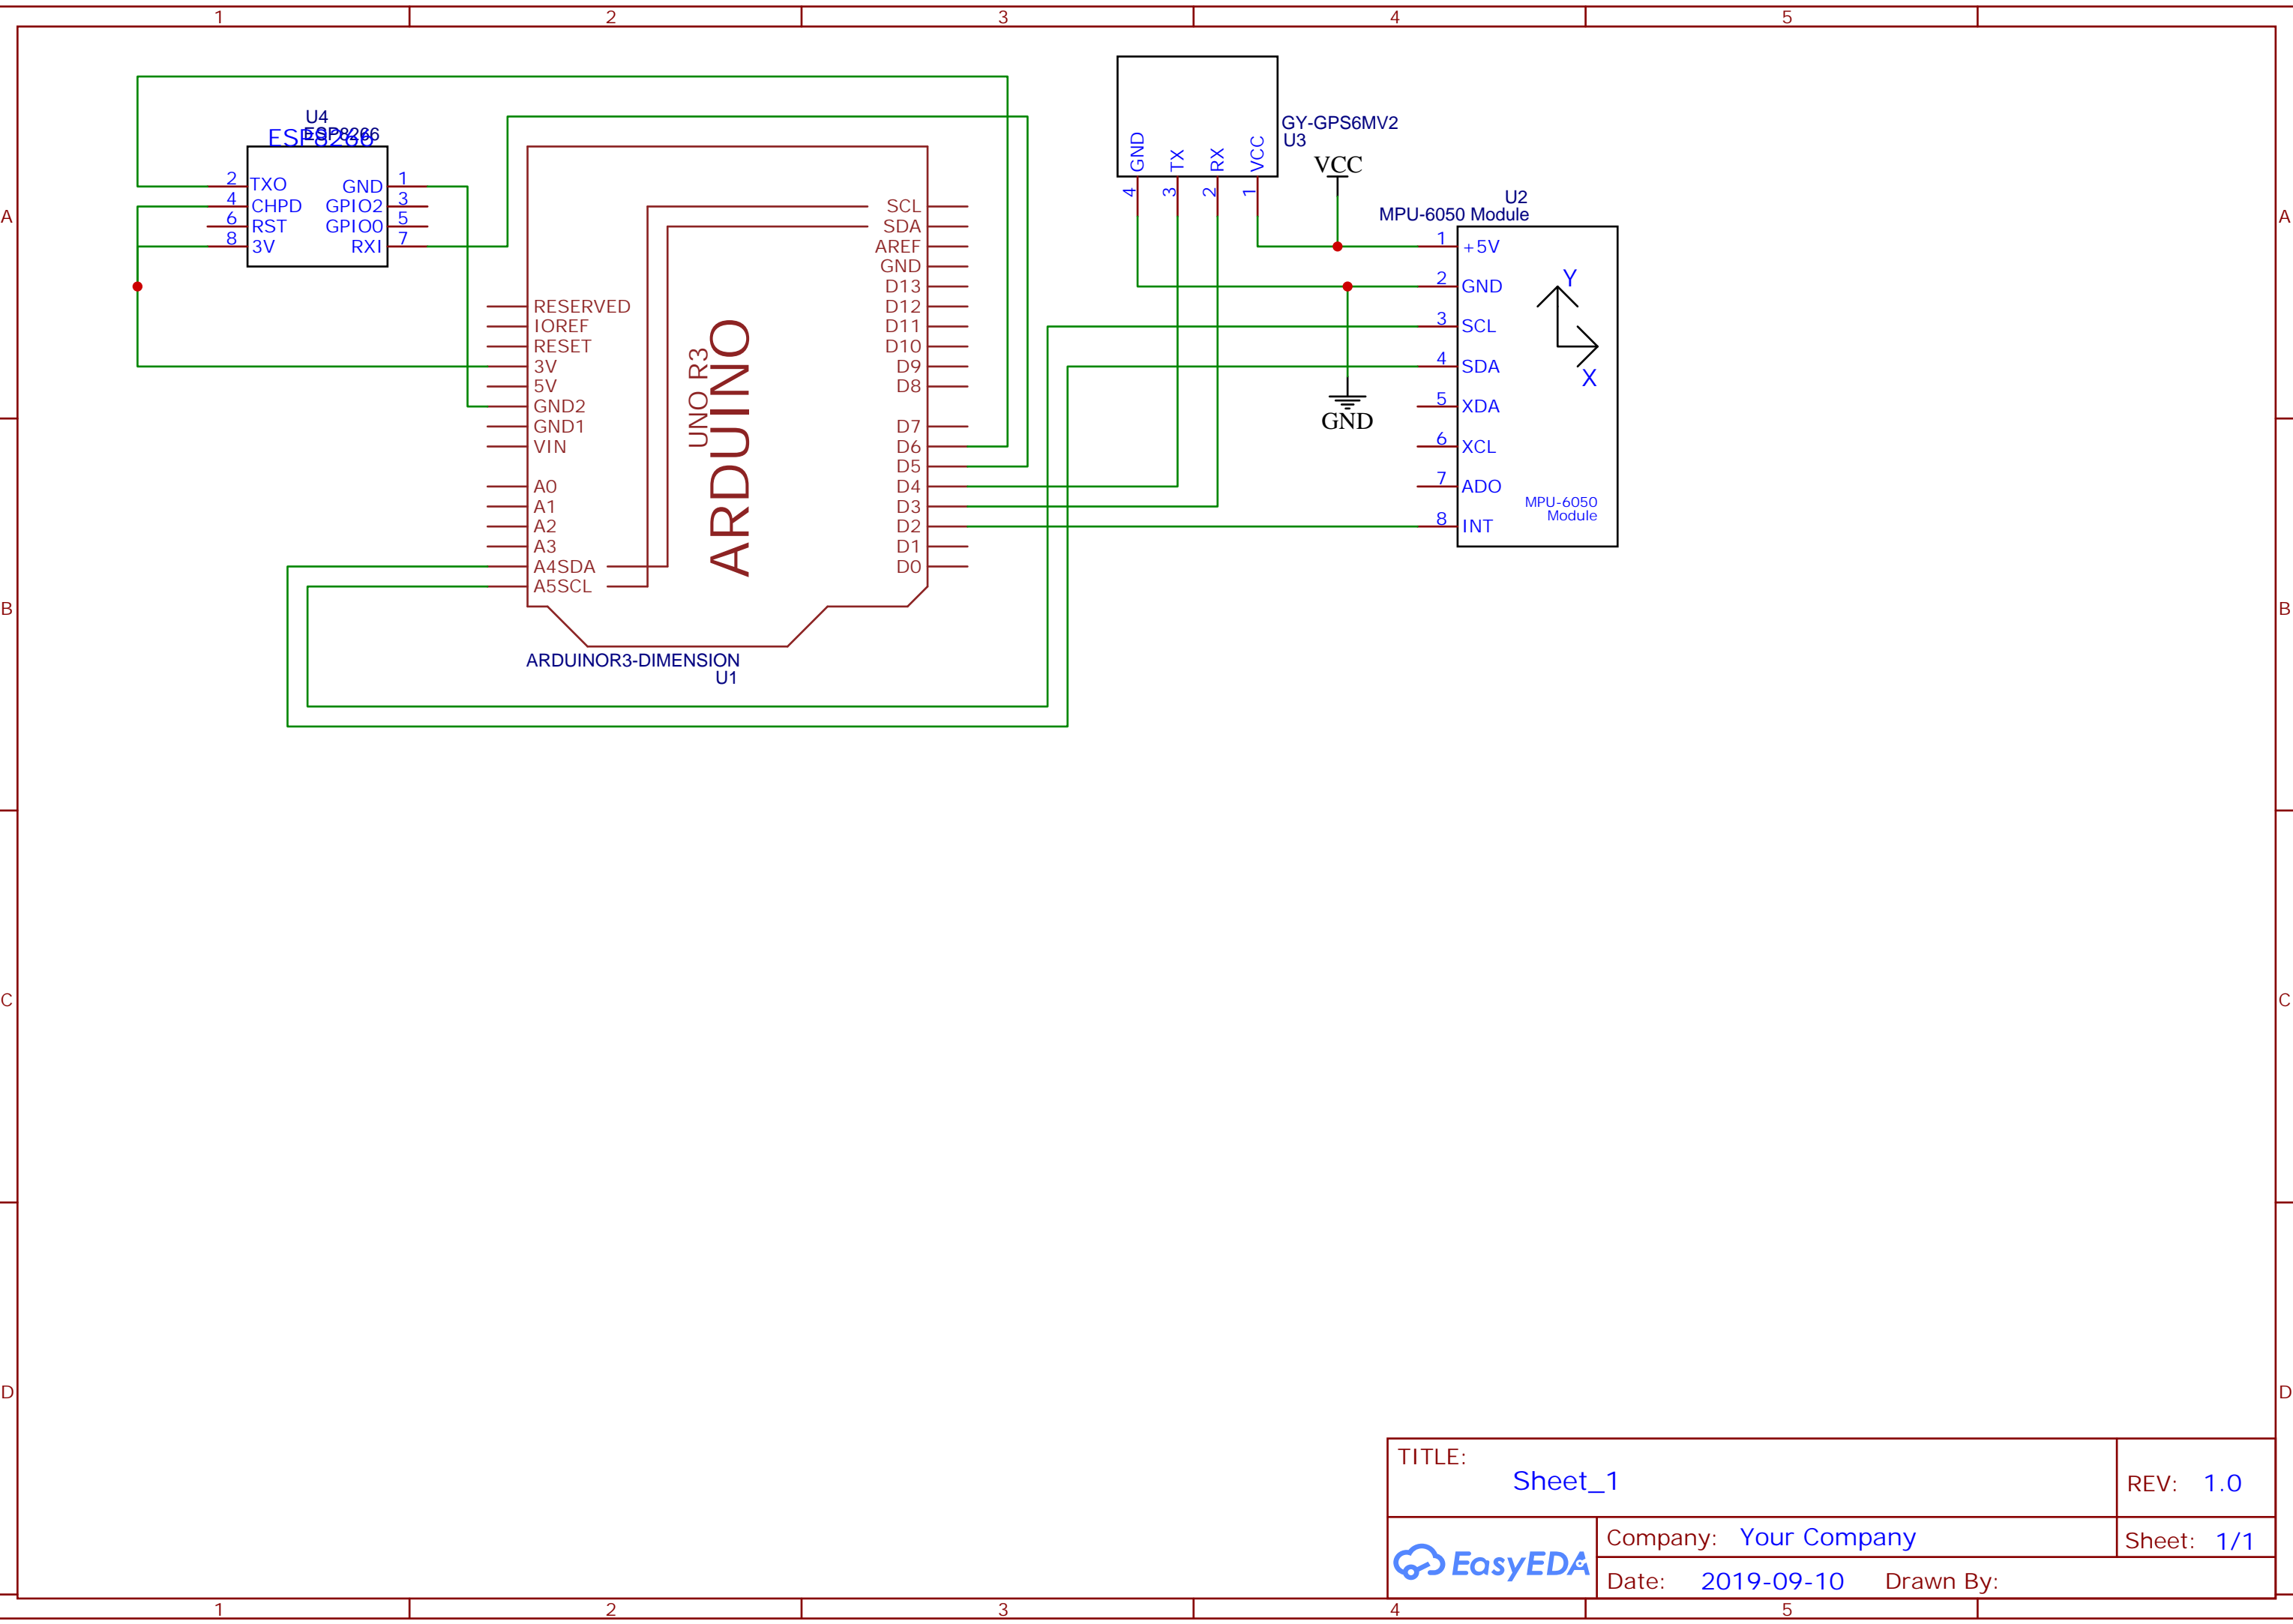 1 2 3 4 5
A A
B B
C C
D D
1 2 3 4 5
U4
ESP8266
ESP8266
2 TXO
4 CHPD
6 RST
8 3V
GND 1
GPIO2 3
GPIO0 5
RXI 7
RESERVED
IOREF
RESET
3V
5V
GND2
GND1
VIN
A0
A1
A2
A3
A4SDA
A5SCL
UNO R3
ARDUINO
SCL
SDA
AREF
GND
D13
D12
D11
D10
D9
D8
D7
D6
D5
D4
D3
D2
D1
D0
ARDUINOR3-DIMENSION
U1
GND TX RX VCC
4 3 2 1
GY-GPS6MV2
U3
VCC
GND
U2
MPU-6050 Module
1 +5V
2 GND
3 SCL
4 SDA
5 XDA
6 XCL
7 ADO
8 INT
Y
X
MPU-6050
Module
TITLE:
Sheet_1
REV: 1.0
EasyEDA
Company: Your Company
Sheet: 1/1
Date: 2019-09-10 Drawn By: